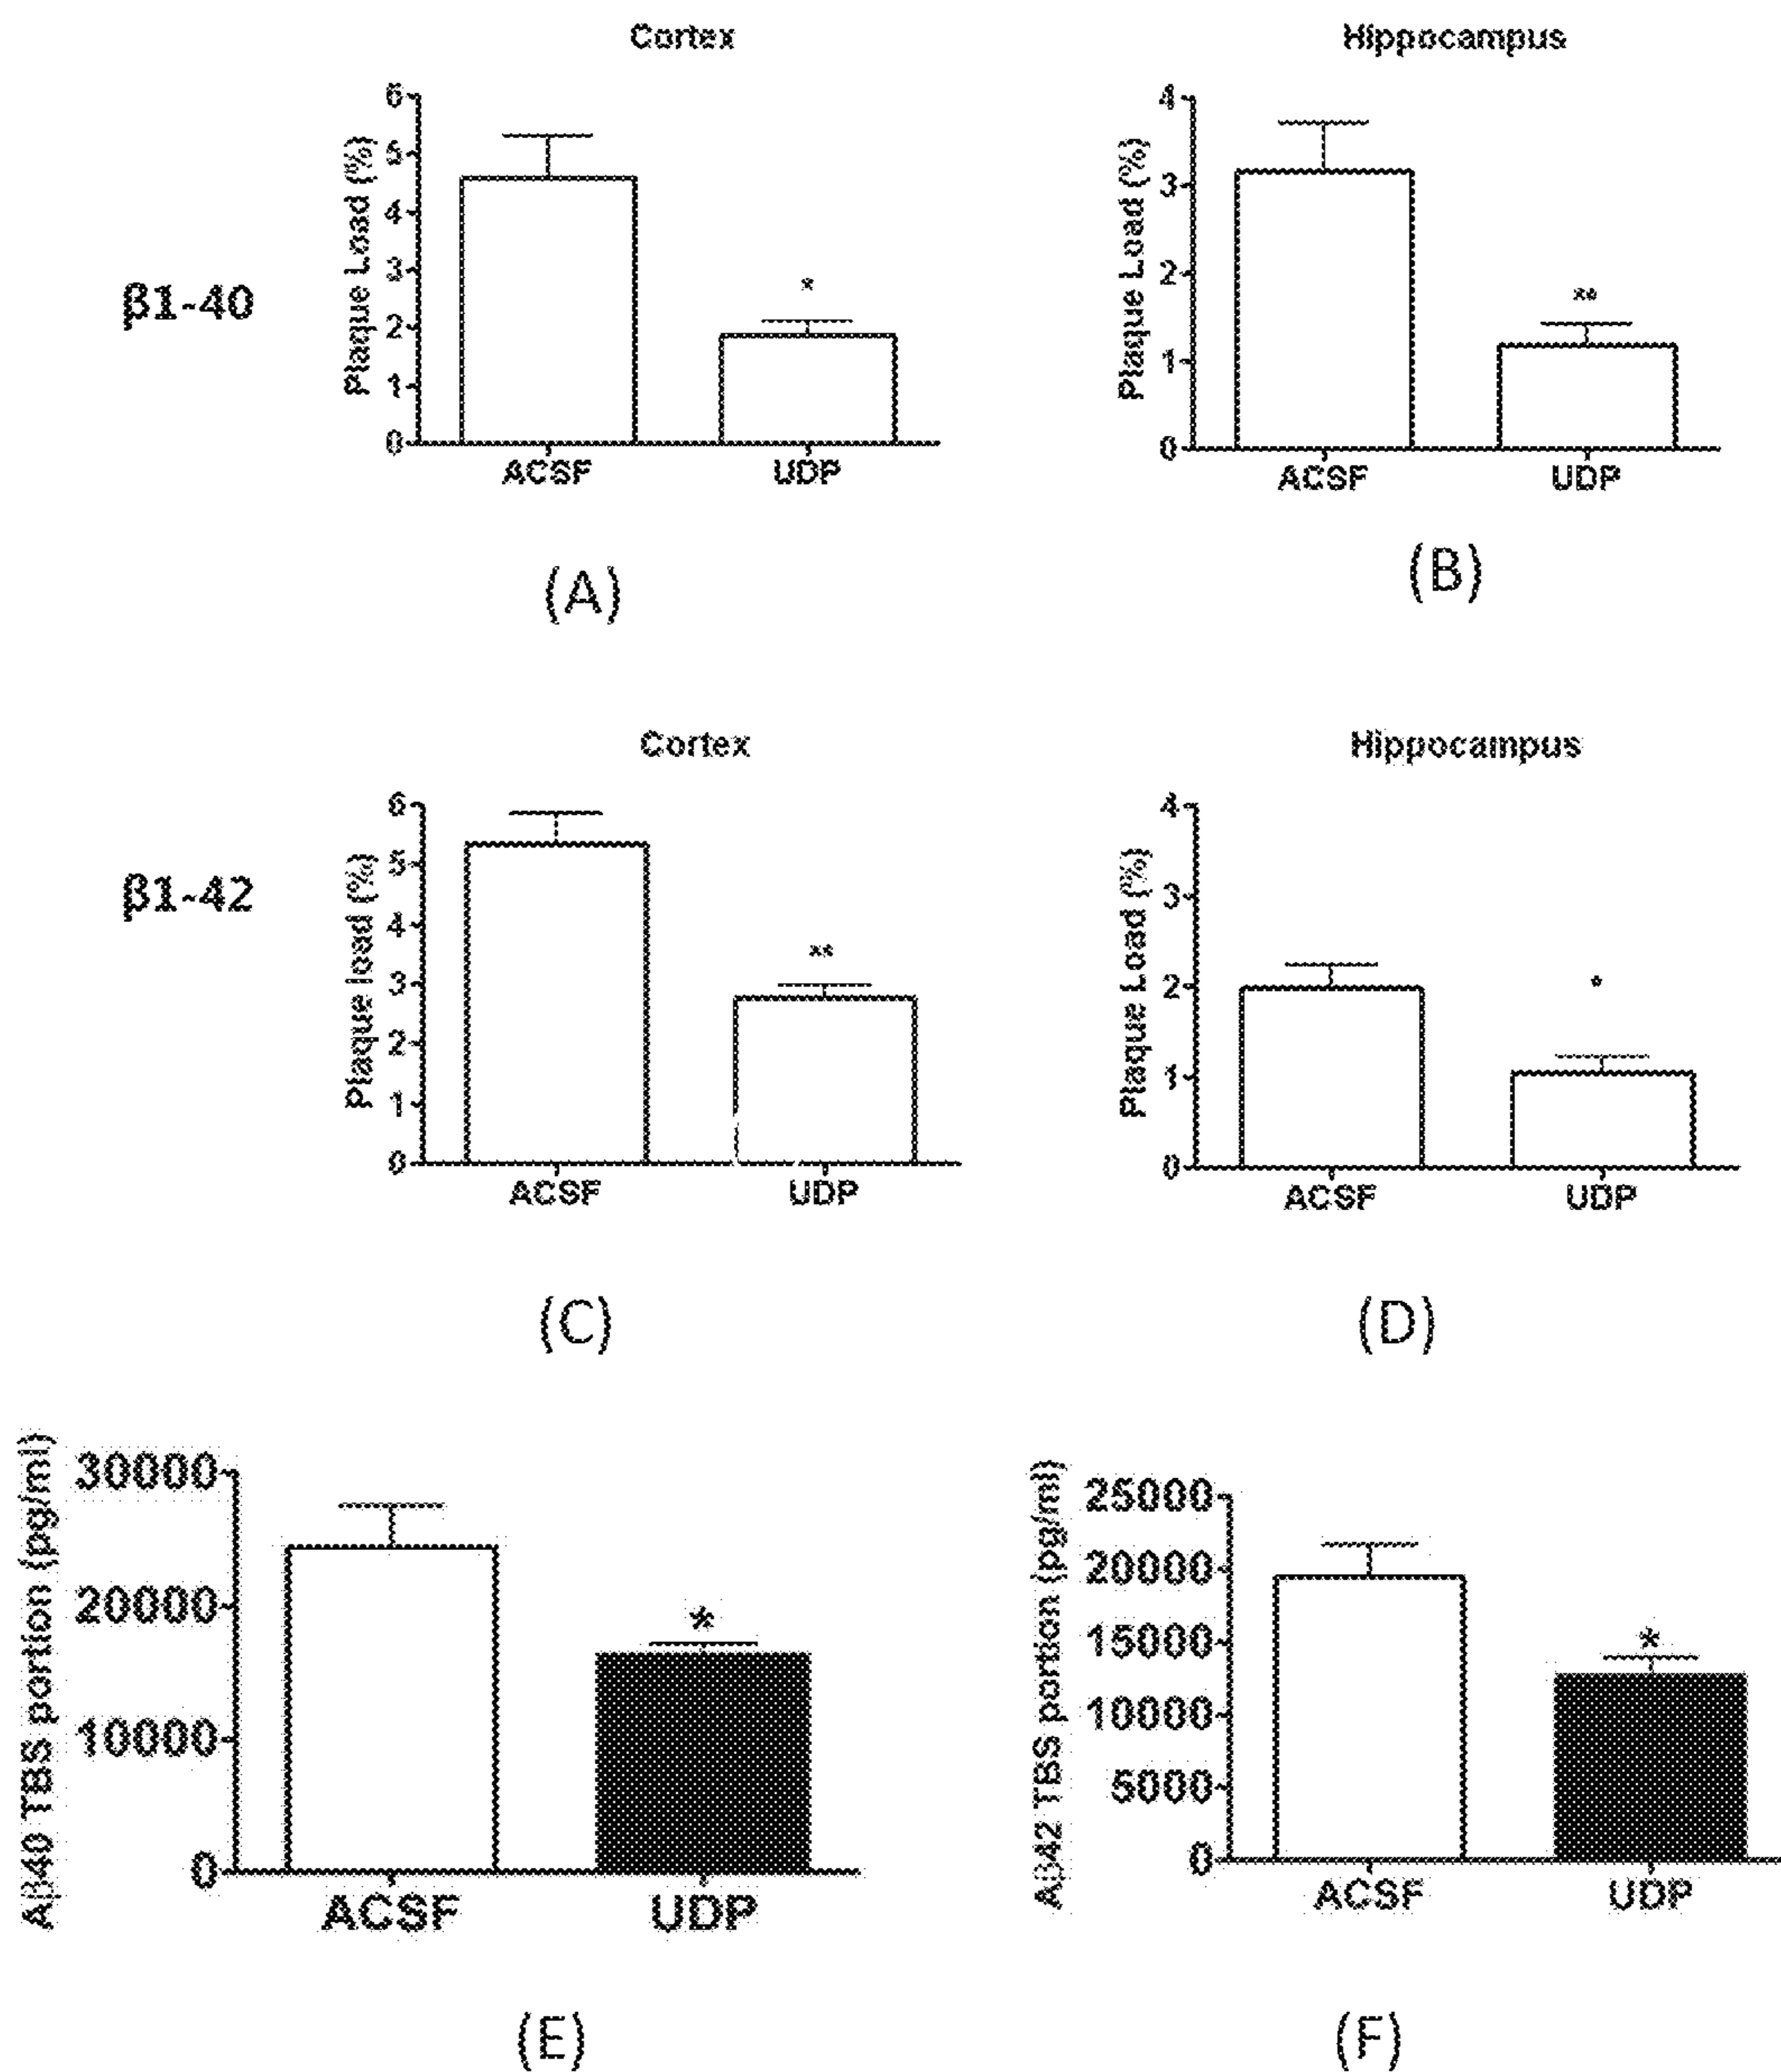 Cortex
Hippocampus
β1-40
Plaque Load (%)
6
5
4
3
2
1
0
*
ACSF
UDP
(A)
Plaque Load (%)
4
3
2
1
0
**
ACSF
UDP
(B)
Cortex
Hippocampus
β1-42
Plaque load (%)
6
5
4
3
2
1
0
**
ACSF
UDP
(C)
Plaque Load (%)
4
3
2
1
0
*
ACSF
UDP
(D)
Aβ40 TBS portion (pg/ml)
30000
20000
10000
0
*
ACSF
UDP
(E)
Aβ42 TBS portion (pg/ml)
25000
20000
15000
10000
5000
0
*
ACSF
UDP
(F)